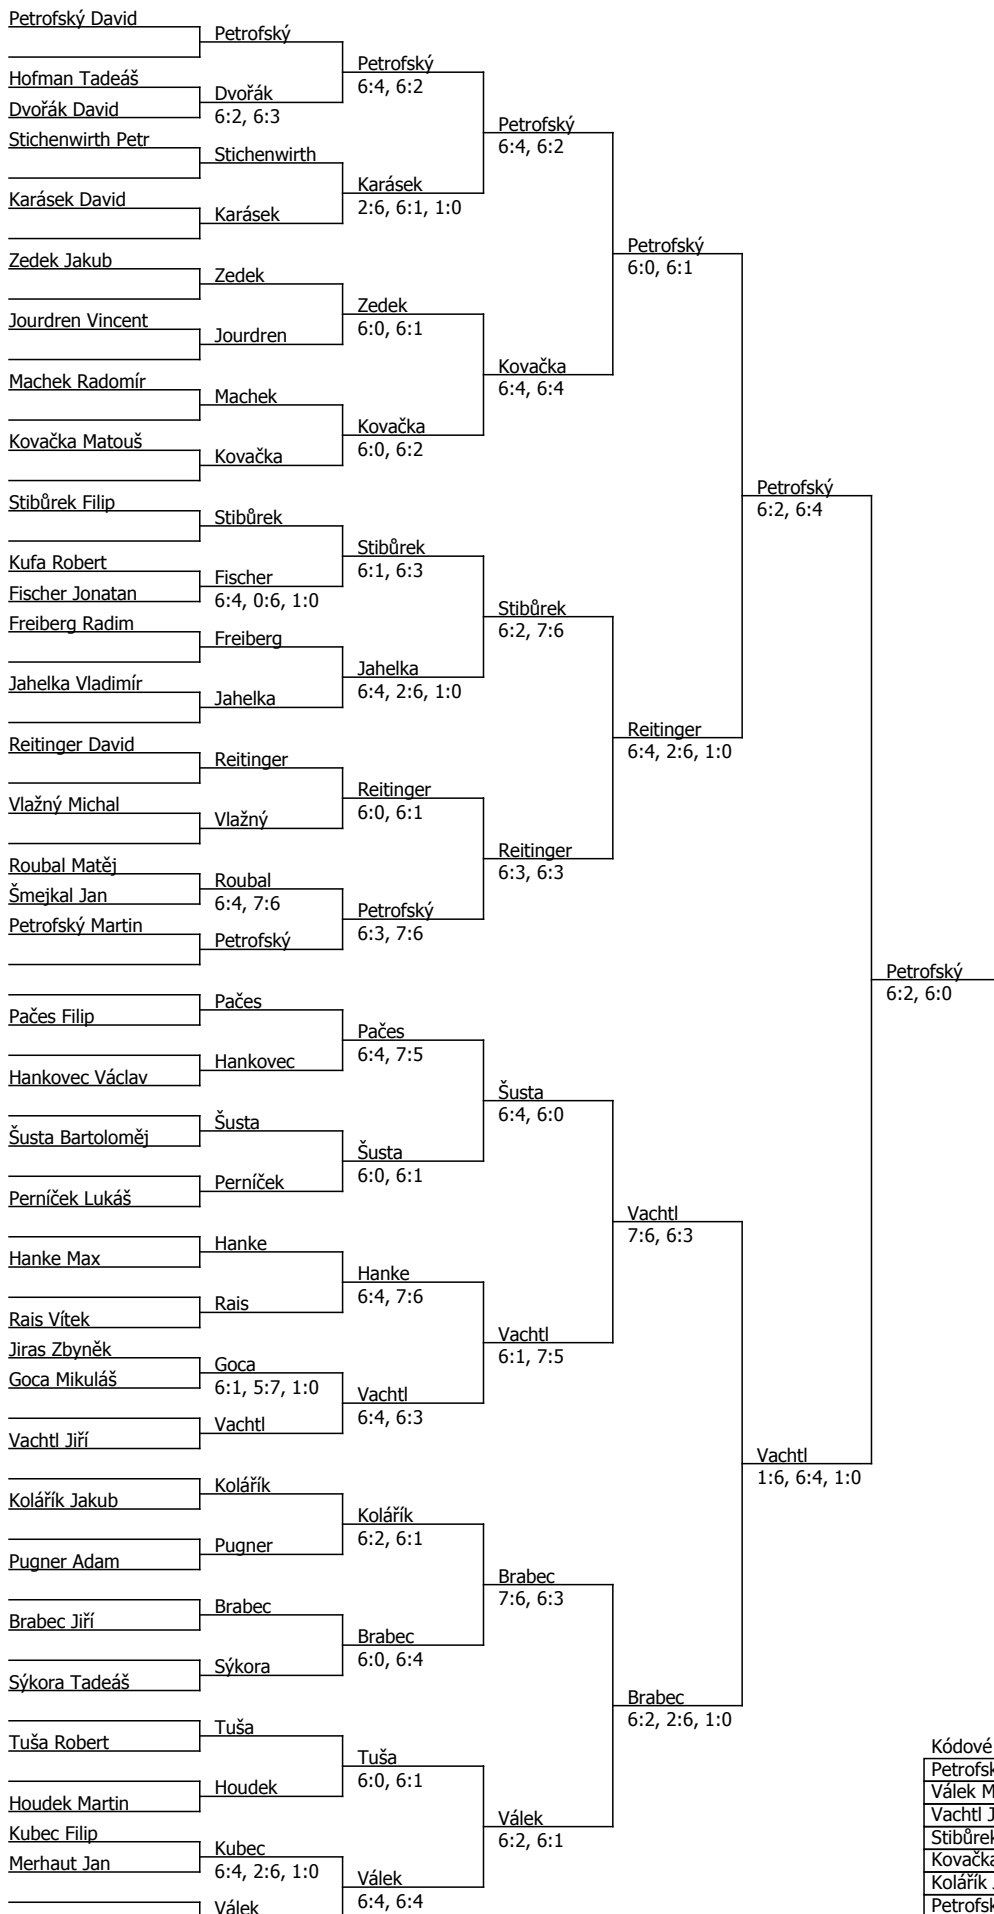 Petrofský David
Petrofský
Petrofský
6:4, 6:2
Hofman Tadeáš
Dvořák David
Dvořák
6:2, 6:3
Petrofský
6:4, 6:2
Stichenwirth Petr
Stichenwirth
Karásek
2:6, 6:1, 1:0
Karásek David
Karásek
Petrofský
6:0, 6:1
Zedek Jakub
Zedek
Zedek
6:0, 6:1
Jourdren Vincent
Jourdren
Kovačka
6:4, 6:4
Machek Radomír
Machek
Kovačka
6:0, 6:2
Kovačka Matouš
Kovačka
Petrofský
6:2, 6:4
Stibůrek Filip
Stibůrek
Stibůrek
6:1, 6:3
Kufa Robert
Fischer Jonatan
Fischer
6:4, 0:6, 1:0
Stibůrek
6:2, 7:6
Freiberg Radim
Freiberg
Jahelka
6:4, 2:6, 1:0
Jahelka Vladimír
Jahelka
Reitinger
6:4, 2:6, 1:0
Reitinger David
Reitinger
Reitinger
6:0, 6:1
Vlažný Michal
Vlažný
Reitinger
6:3, 6:3
Roubal Matěj
Šmejkal Jan
Roubal
6:4, 7:6
Petrofský
6:3, 7:6
Petrofský Martin
Petrofský
Petrofský
6:2, 6:0
Pačes Filip
Pačes
Pačes
6:4, 7:5
Hankovec Václav
Hankovec
Šusta
6:4, 6:0
Šusta Bartoloměj
Šusta
Šusta
6:0, 6:1
Perníček Lukáš
Perníček
Vachtl
7:6, 6:3
Hanke Max
Hanke
Hanke
6:4, 7:6
Rais Vítek
Rais
Vachtl
6:1, 7:5
Jiras Zbyněk
Goca Mikuláš
Goca
6:1, 5:7, 1:0
Vachtl
6:4, 6:3
Vachtl Jiří
Vachtl
Vachtl
1:6, 6:4, 1:0
Kolářík Jakub
Kolářík
Kolářík
6:2, 6:1
Pugner Adam
Pugner
Brabec
7:6, 6:3
Brabec Jiří
Brabec
Brabec
6:0, 6:4
Sýkora Tadeáš
Sýkora
Brabec
6:2, 2:6, 1:0
Tuša Robert
Tuša
Tuša
6:0, 6:1
Houdek Martin
Houdek
Válek
6:2, 6:1
Kubec Filip
Merhaut Jan
Kubec
6:4, 2:6, 1:0
Válek
6:4, 6:4
Válek
Kódové
Petrofsk
Válek M
Vachtl J
Stibůrek
Kovačka
Kolářík
Petrofsk